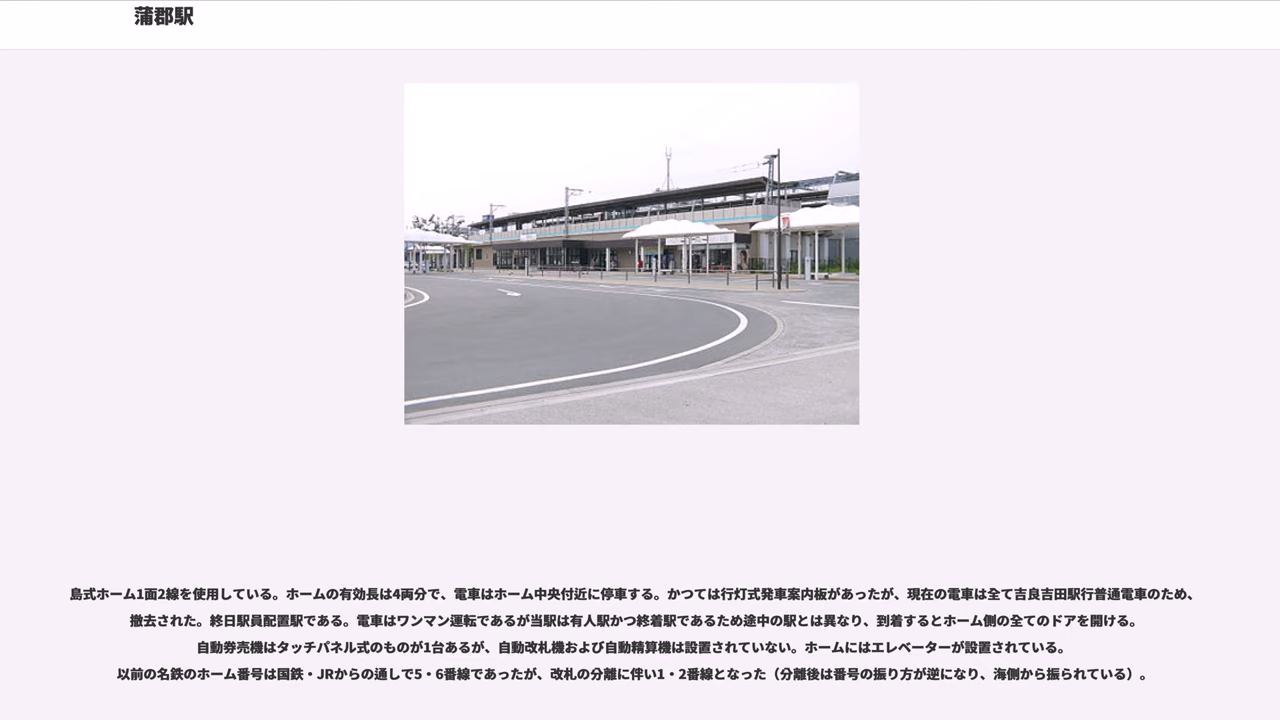 蒲郡駅
島式ホーム1面2線を使用している。ホームの有効長は4両分で、電車はホーム中央付近に停車する。かつては行灯式発車案内板があったが、現在の電車は全て吉良吉田駅行普通電車のため、
撤去された。終日駅員配置駅である。電車はワンマン運転であるが当駅は有人駅かつ終着駅であるため途中の駅とは異なり、到着するとホーム側の全てのドアを開ける。
自動券売機はタッチパネル式のものが1台あるが、自動改札機および自動精算機は設置されていない。ホームにはエレベーターが設置されている。
以前の名鉄のホーム番号は国鉄・JRからの通しで5・6番線であったが、改札の分離に伴い1・2番線となった（分離後は番号の振り方が逆になり、海側から振られている）。